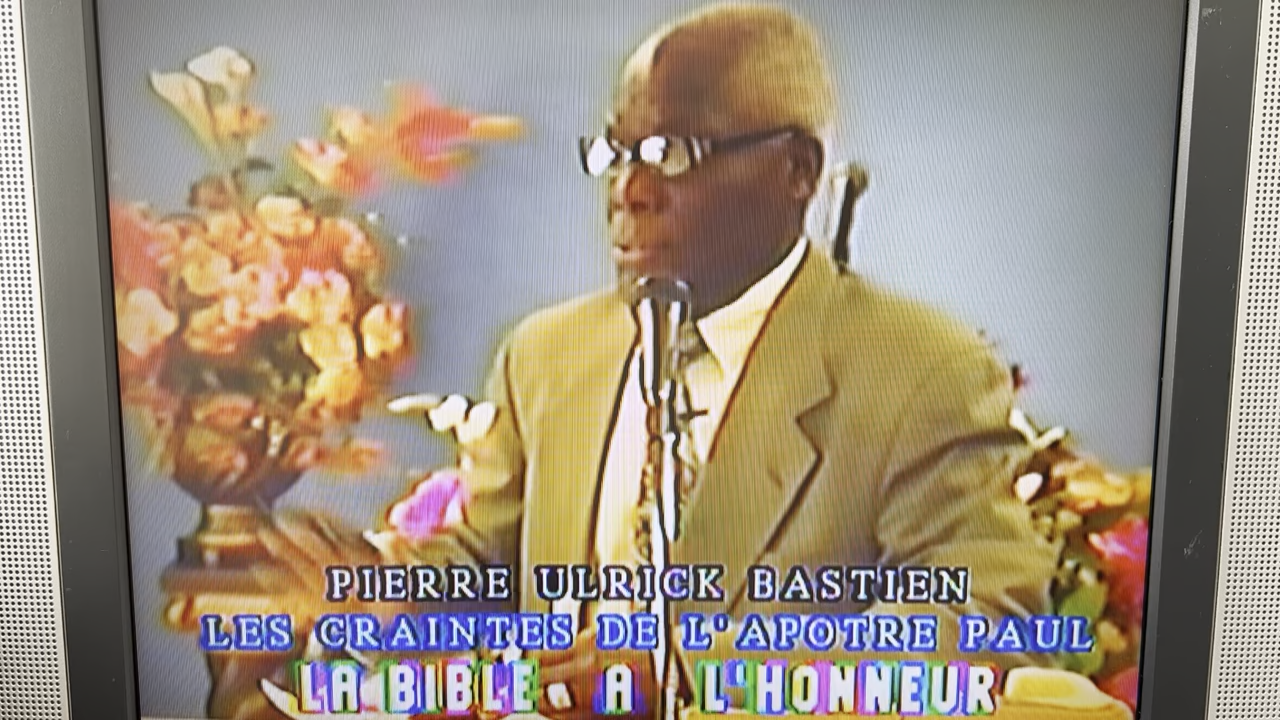 PIERRE ULRICK BASTIEN
LES CRAINTES DE L'APOTRE PAUL
LA BIBLE. A L'HONNEUR